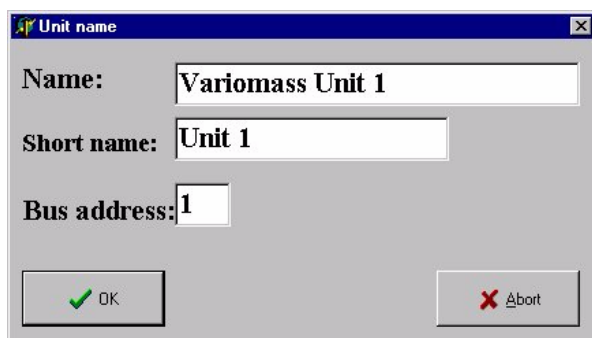 Unit name
Name: Variomass Unit 1
Short name: Unit 1
Bus address: 1
OK Abort